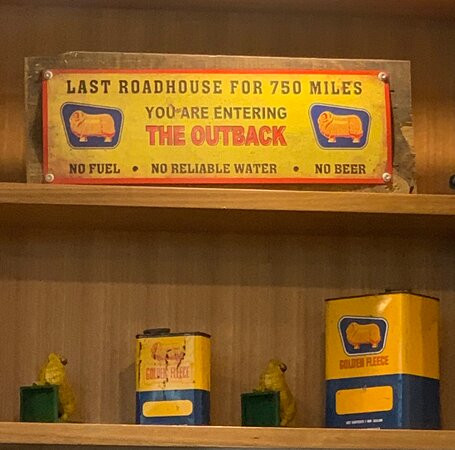 LAST ROADHOUSE FOR 750 MILES
YOU ARE ENTERING
THE OUTBACK
NO FUEL • NO RELIABLE WATER • NO BEER
GOLDEN FLEECE
GOLDEN FLEECE